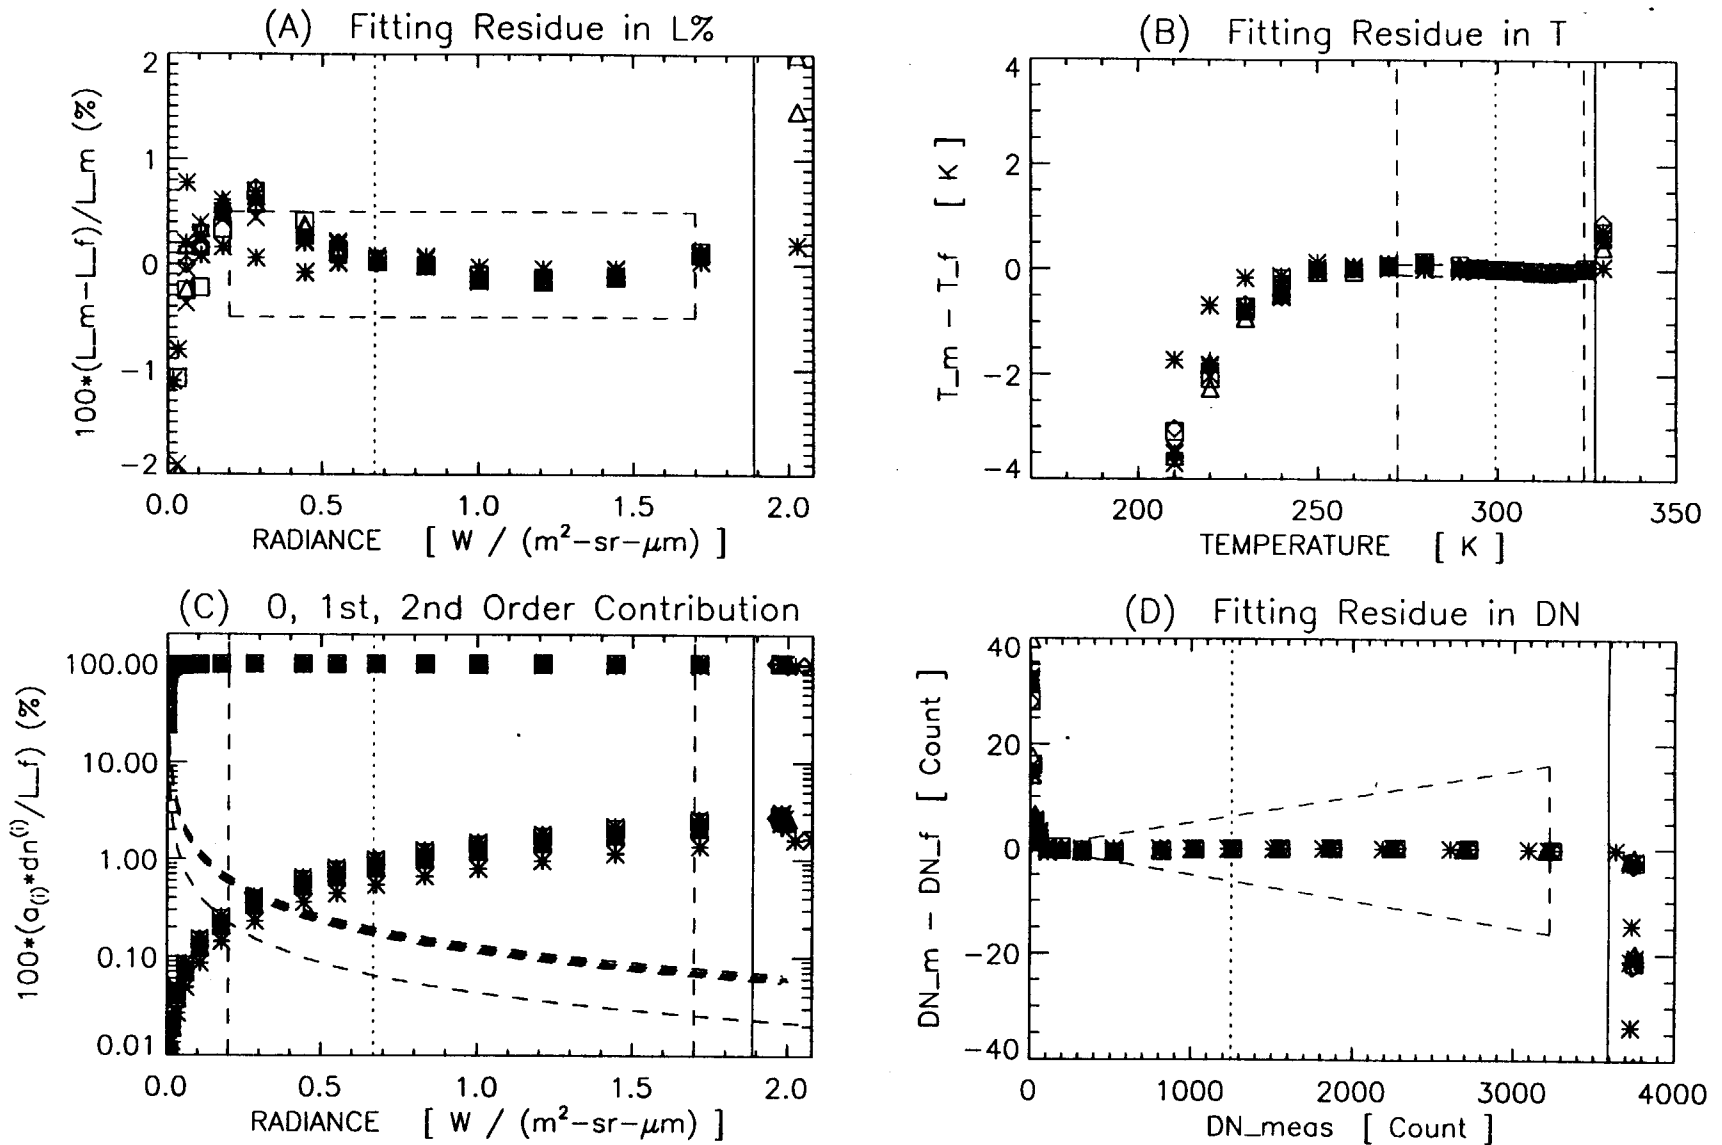 (A) Fitting Residue in L%
100*(L_m-L_f)/L_m (%)
2
1
0
-1
-2
0.0 0.5 1.0 1.5 2.0
RADIANCE [ W / (m²-sr-μm) ]
(B) Fitting Residue in T
T_m - T_f [ K ]
4
2
0
-2
-4
200 250 300 350
TEMPERATURE [ K ]
(C) 0, 1st, 2nd Order Contribution
100*(a(i)*dn(i)/L_f) (%)
100.00
10.00
1.00
0.10
0.01
0.0 0.5 1.0 1.5 2.0
RADIANCE [ W / (m²-sr-μm) ]
(D) Fitting Residue in DN
DN_m - DN_f [ Count ]
40
20
0
-20
-40
0 1000 2000 3000 4000
DN_meas [ Count ]